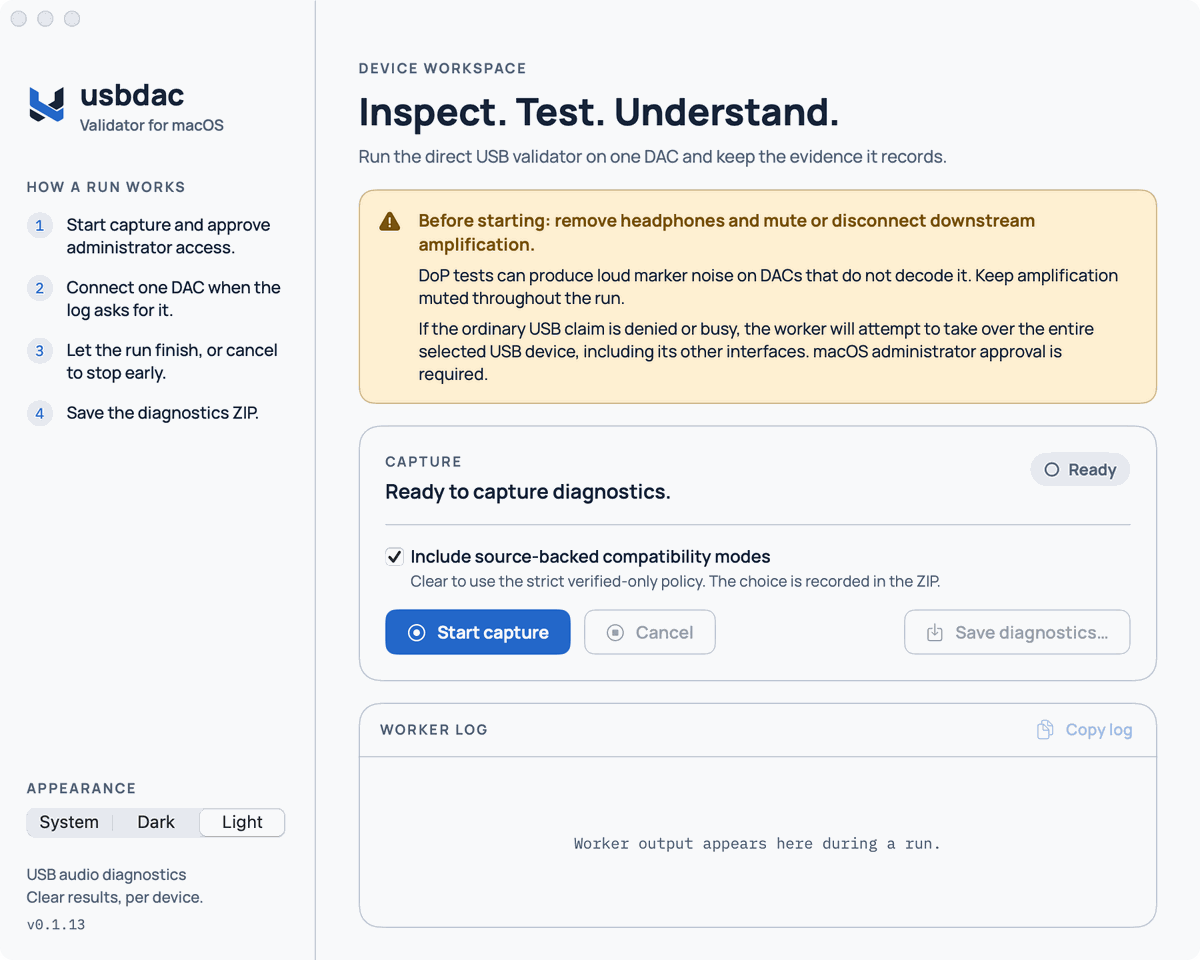 usbdac
Validator for macOS
HOW A RUN WORKS
1 Start capture and approve
administrator access.
2 Connect one DAC when the
log asks for it.
3 Let the run finish, or cancel
to stop early.
4 Save the diagnostics ZIP.
APPEARANCE
System Dark Light
USB audio diagnostics
Clear results, per device.
v0.1.13
DEVICE WORKSPACE
Inspect. Test. Understand.
Run the direct USB validator on one DAC and keep the evidence it records.
Before starting: remove headphones and mute or disconnect downstream
amplification.
DoP tests can produce loud marker noise on DACs that do not decode it. Keep amplification
muted throughout the run.
If the ordinary USB claim is denied or busy, the worker will attempt to take over the entire
selected USB device, including its other interfaces. macOS administrator approval is
required.
CAPTURE
Ready to capture diagnostics.
Ready
Include source-backed compatibility modes
Clear to use the strict verified-only policy. The choice is recorded in the ZIP.
Start capture Cancel Save diagnostics...
WORKER LOG
Copy log
Worker output appears here during a run.